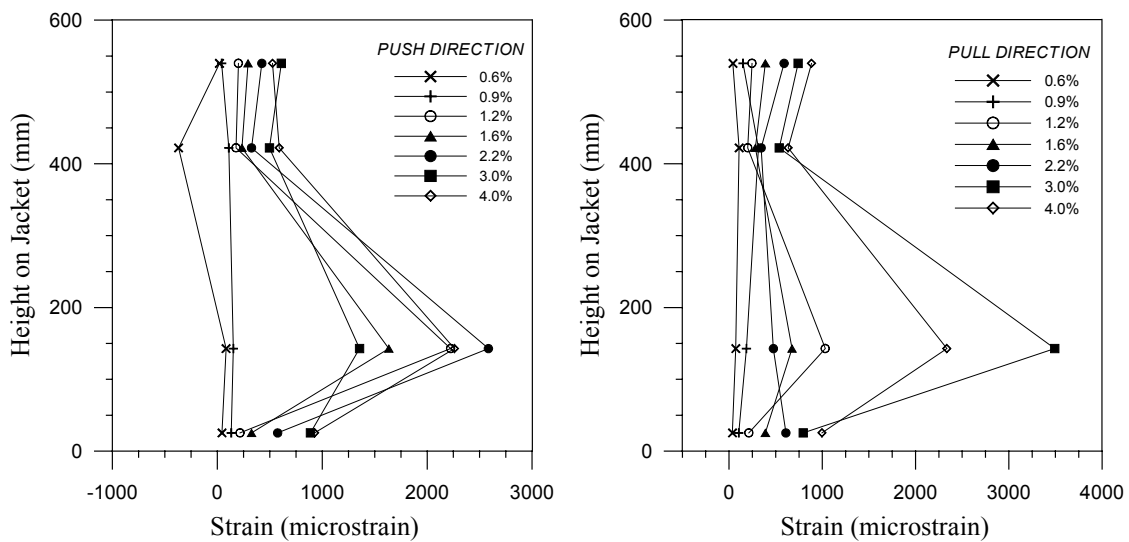 600
400
200
0
Height on Jacket (mm)
-1000 0 1000 2000 3000
Strain (microstrain)
PUSH DIRECTION
0.6%
0.9%
1.2%
1.6%
2.2%
3.0%
4.0%
600
400
200
0
Height on Jacket (mm)
0 1000 2000 3000 4000
Strain (microstrain)
PULL DIRECTION
0.6%
0.9%
1.2%
1.6%
2.2%
3.0%
4.0%